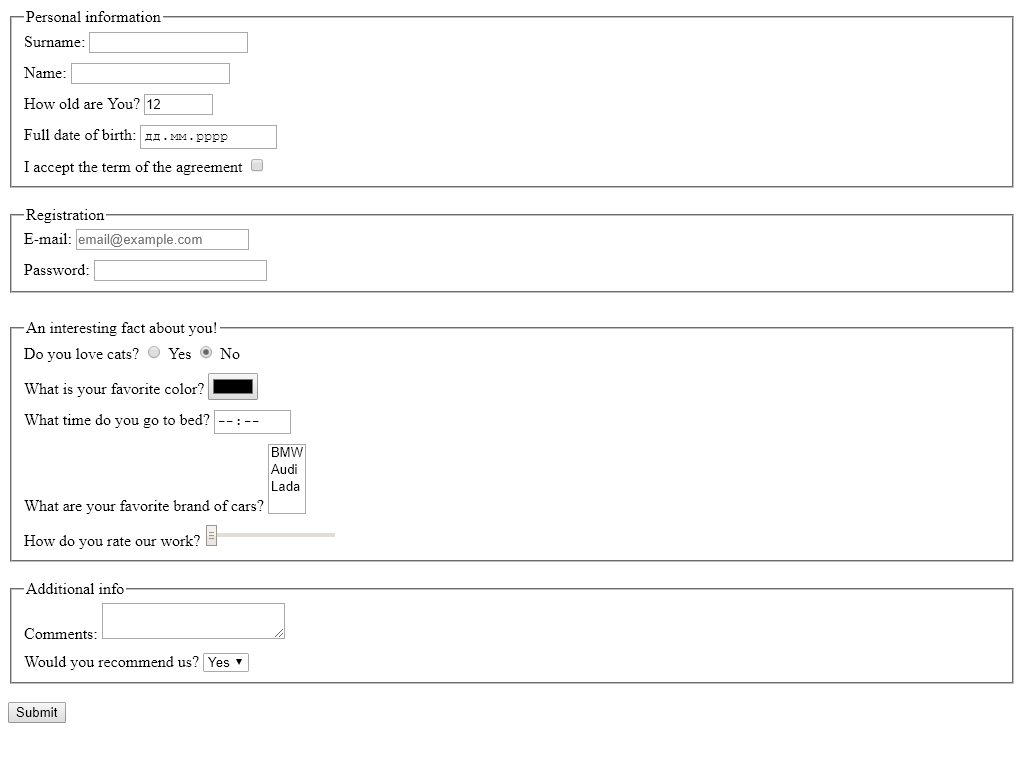 Personal information
Surname:
Name:
How old are You? 12
Full date of birth: дд.мм.рррр
I accept the term of the agreement
Registration
E-mail: email@example.com
Password:
An interesting fact about you!
Do you love cats? Yes No
What is your favorite color?
What time do you go to bed? --:--
BMW
Audi
Lada
What are your favorite brand of cars?
How do you rate our work?
Additional info
Comments:
Would you recommend us? Yes
Submit